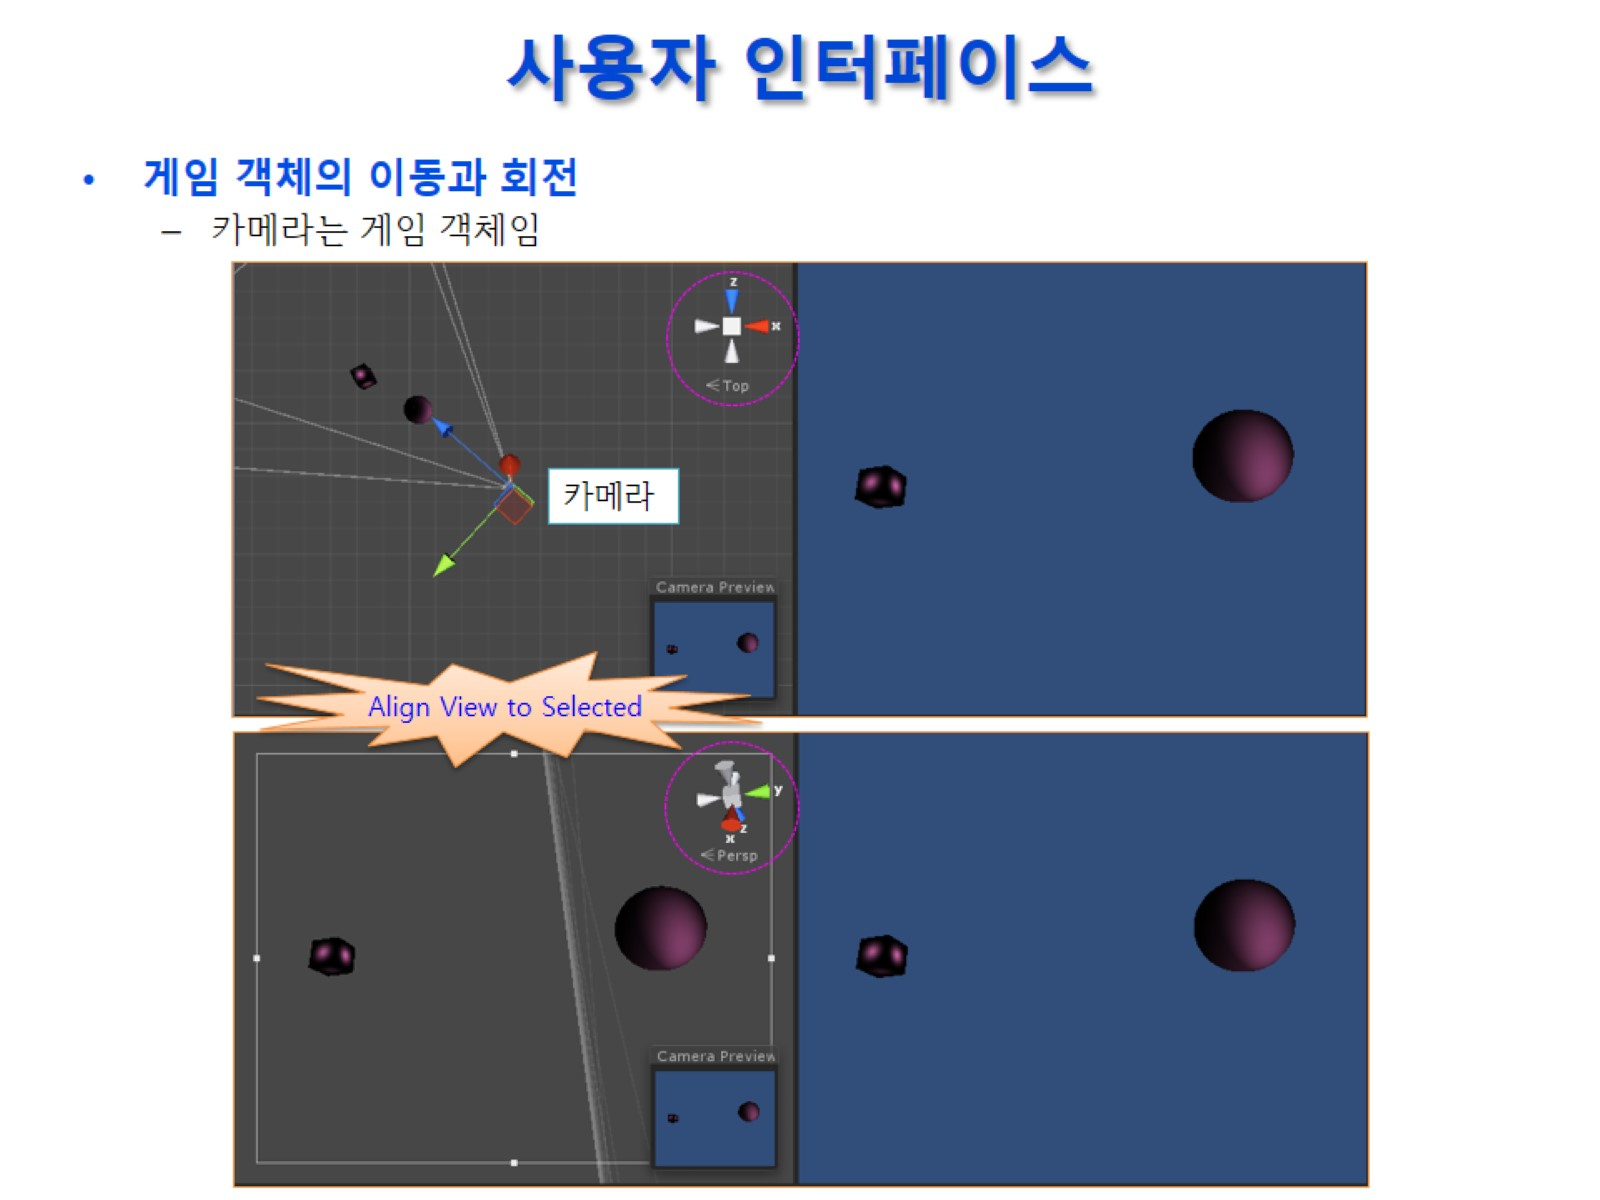 사용자 인터페이스
• 게임 객체의 이동과 회전
– 카메라는 게임 객체임
z
x
Top
카메라
Camera Preview
Align View to Selected
y
z
x
Persp
Camera Preview